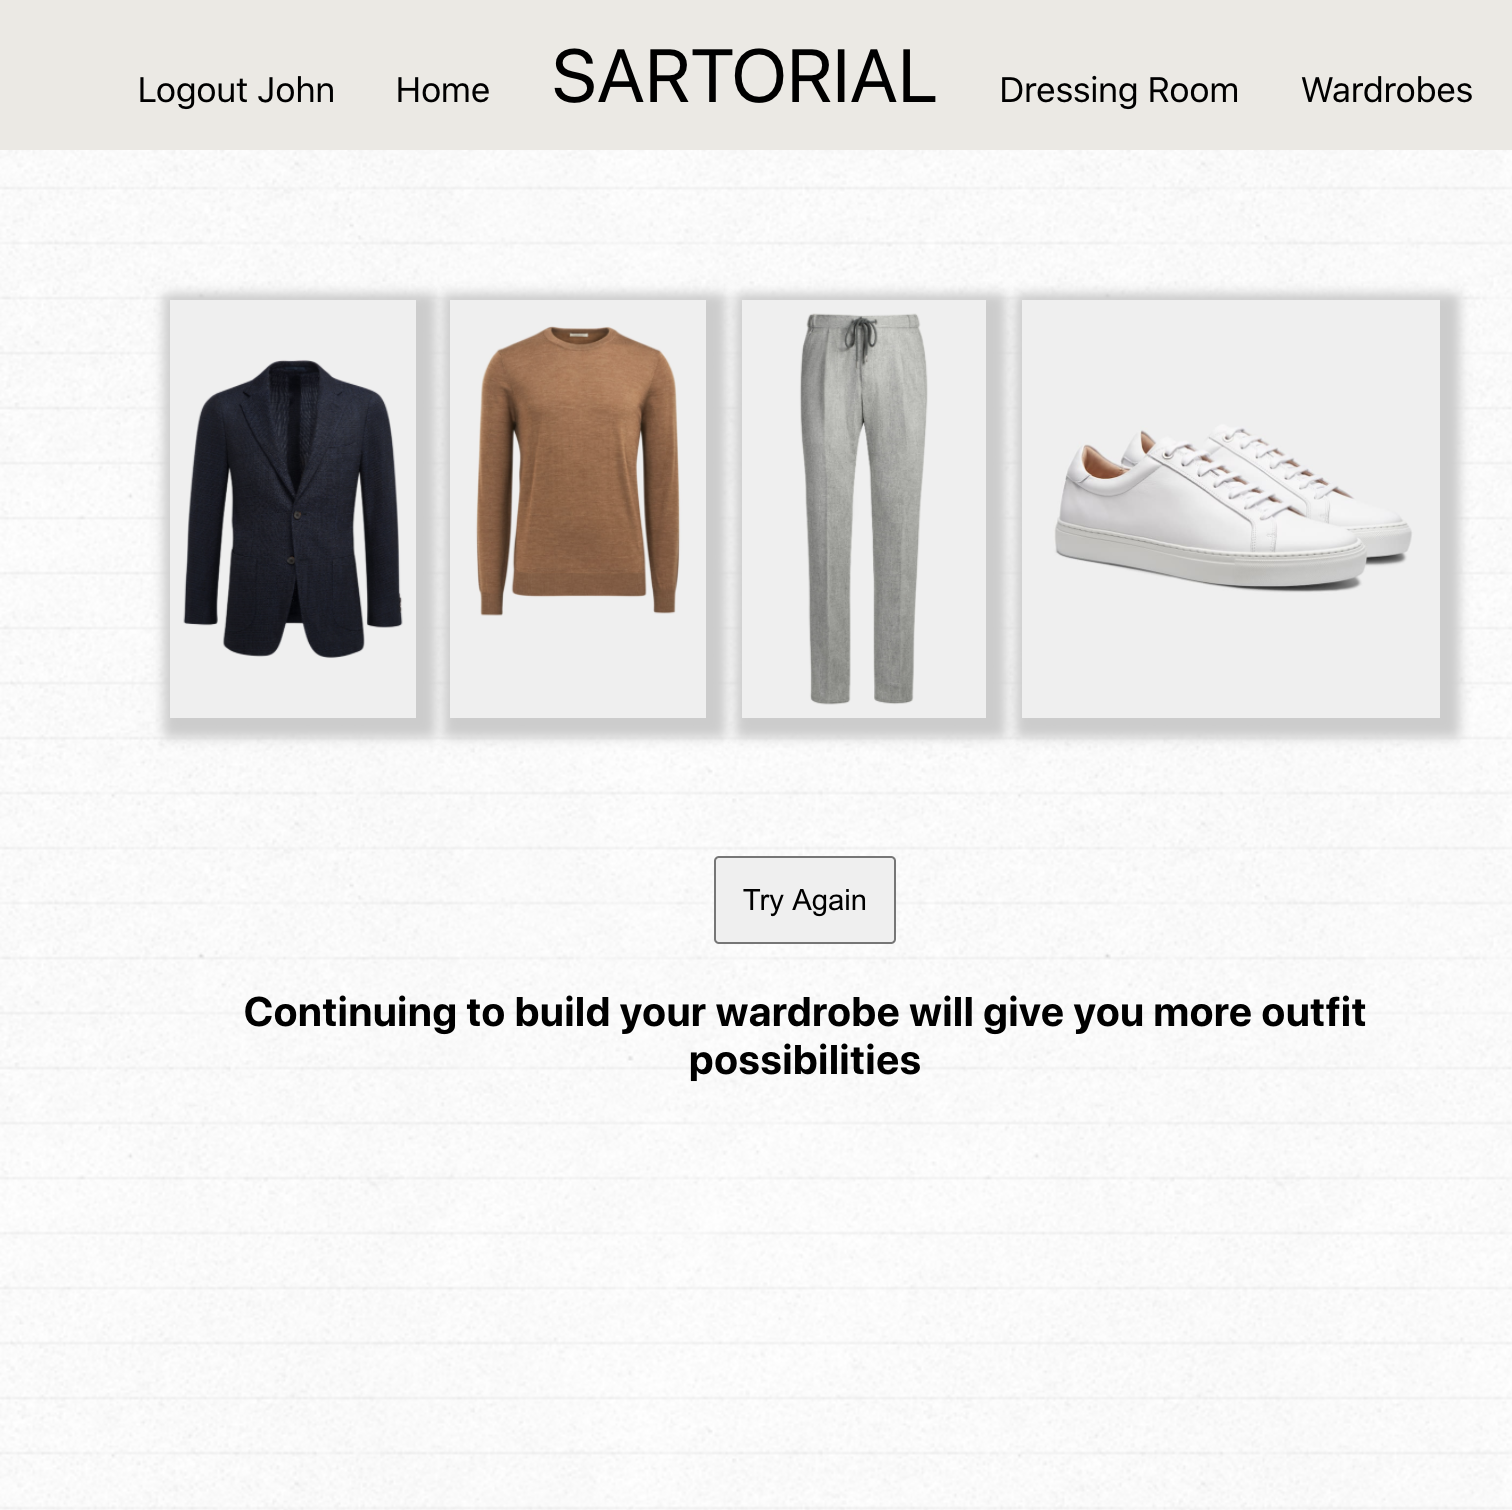 Logout John
Home
SARTORIAL
Dressing Room
Wardrobes
Try Again
Continuing to build your wardrobe will give you more outfit
possibilities